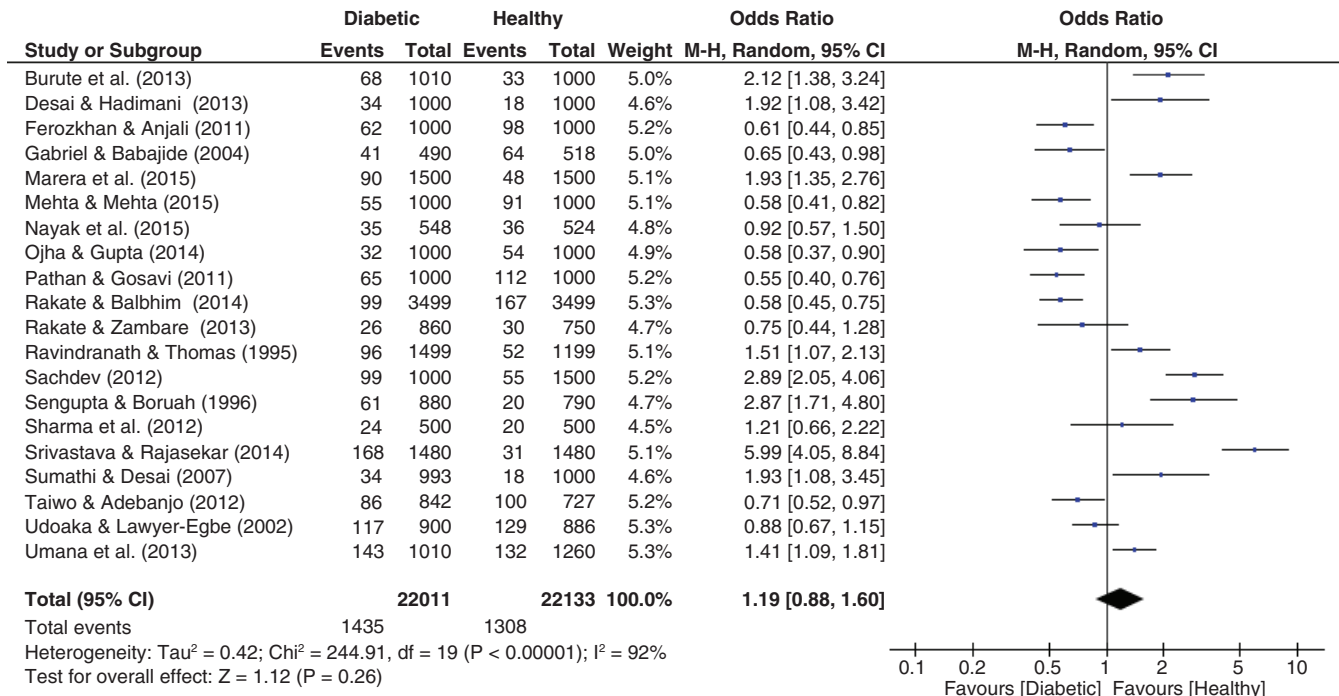 Diabetic Healthy Odds Ratio Odds Ratio
Study or Subgroup Events Total Events Total Weight M-H, Random, 95% CI M-H, Random, 95% CI
Burute et al. (2013) 68 1010 33 1000 5.0% 2.12 [1.38, 3.24]
Desai & Hadimani (2013) 34 1000 18 1000 4.6% 1.92 [1.08, 3.42]
Ferozkhan & Anjali (2011) 62 1000 98 1000 5.2% 0.61 [0.44, 0.85]
Gabriel & Babajide (2004) 41 490 64 518 5.0% 0.65 [0.43, 0.98]
Marera et al. (2015) 90 1500 48 1500 5.1% 1.93 [1.35, 2.76]
Mehta & Mehta (2015) 55 1000 91 1000 5.1% 0.58 [0.41, 0.82]
Nayak et al. (2015) 35 548 36 524 4.8% 0.92 [0.57, 1.50]
Ojha & Gupta (2014) 32 1000 54 1000 4.9% 0.58 [0.37, 0.90]
Pathan & Gosavi (2011) 65 1000 112 1000 5.2% 0.55 [0.40, 0.76]
Rakate & Balbhim (2014) 99 3499 167 3499 5.3% 0.58 [0.45, 0.75]
Rakate & Zambare (2013) 26 860 30 750 4.7% 0.75 [0.44, 1.28]
Ravindranath & Thomas (1995) 96 1499 52 1199 5.1% 1.51 [1.07, 2.13]
Sachdev (2012) 99 1000 55 1500 5.2% 2.89 [2.05, 4.06]
Sengupta & Boruah (1996) 61 880 20 790 4.7% 2.87 [1.71, 4.80]
Sharma et al. (2012) 24 500 20 500 4.5% 1.21 [0.66, 2.22]
Srivastava & Rajasekar (2014) 168 1480 31 1480 5.1% 5.99 [4.05, 8.84]
Sumathi & Desai (2007) 34 993 18 1000 4.6% 1.93 [1.08, 3.45]
Taiwo & Adebanjo (2012) 86 842 100 727 5.2% 0.71 [0.52, 0.97]
Udoaka & Lawyer-Egbe (2002) 117 900 129 886 5.3% 0.88 [0.67, 1.15]
Umana et al. (2013) 143 1010 132 1260 5.3% 1.41 [1.09, 1.81]
Total (95% CI) 22011 22133 100.0% 1.19 [0.88, 1.60]
Total events 1435 1308
Heterogeneity: Tau² = 0.42; Chi² = 244.91, df = 19 (P < 0.00001); I² = 92%
Test for overall effect: Z = 1.12 (P = 0.26)
0.1 0.2 0.5 1 2 5 10
Favours [Diabetic] Favours [Healthy]